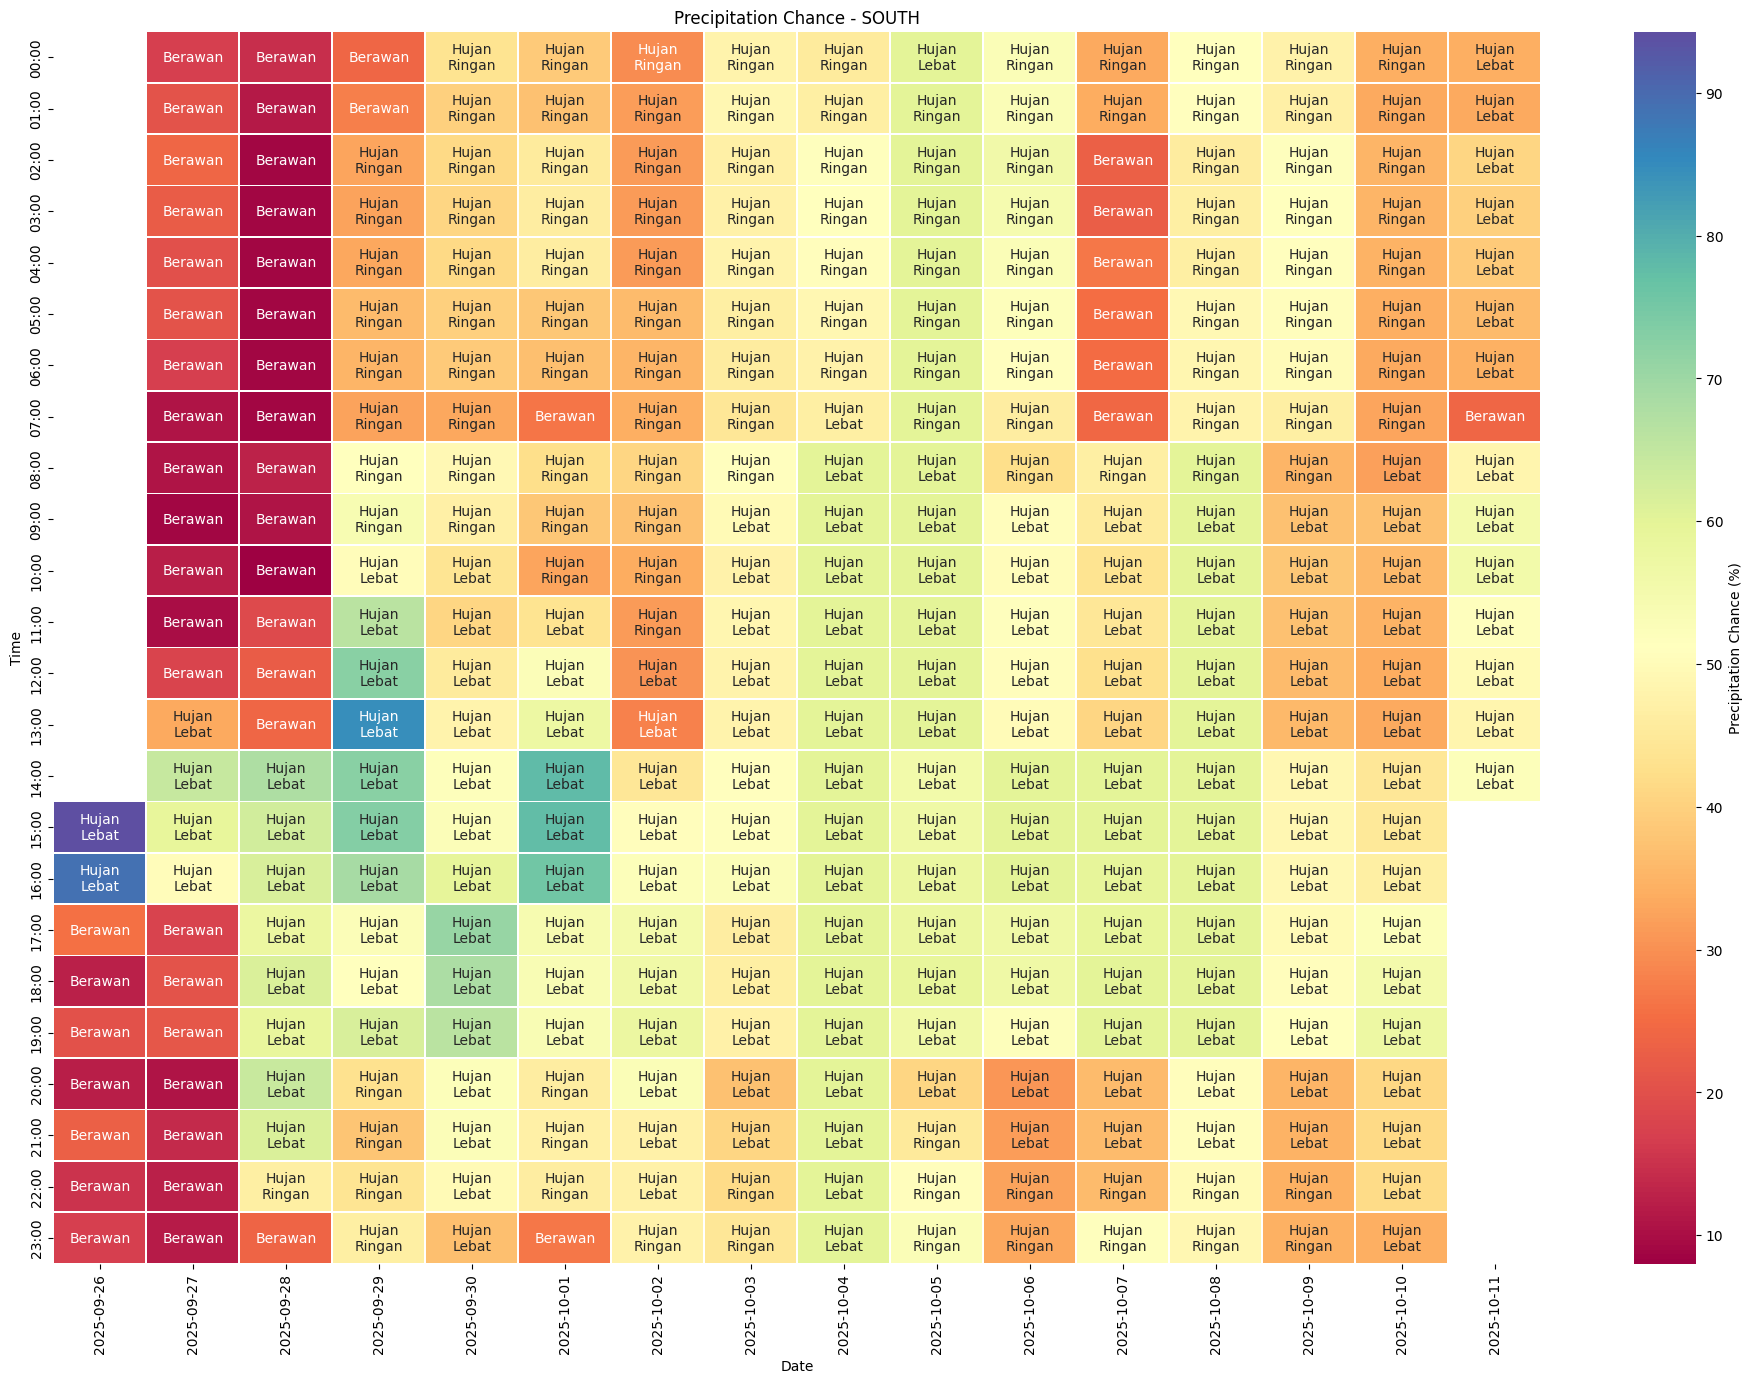 Precipitation Chance - SOUTH
00:00
Berawan Berawan Berawan Hujan Hujan Hujan Hujan Hujan Hujan Hujan Hujan Hujan Hujan Hujan Hujan
Ringan Ringan Ringan Ringan Ringan Lebat Ringan Ringan Ringan Ringan Ringan Lebat
01:00
Berawan Berawan Berawan Hujan Hujan Hujan Hujan Hujan Hujan Hujan Hujan Hujan Hujan Hujan Hujan
Ringan Ringan Ringan Ringan Ringan Ringan Ringan Ringan Ringan Ringan Ringan Lebat
02:00
Berawan Berawan Hujan Hujan Hujan Hujan Hujan Hujan Hujan Hujan Berawan Hujan Hujan Hujan Hujan
Ringan Ringan Ringan Ringan Ringan Ringan Ringan Ringan Ringan Ringan Ringan Lebat
03:00
Berawan Berawan Hujan Hujan Hujan Hujan Hujan Hujan Hujan Hujan Berawan Hujan Hujan Hujan Hujan
Ringan Ringan Ringan Ringan Ringan Ringan Ringan Ringan Ringan Ringan Ringan Lebat
04:00
Berawan Berawan Hujan Hujan Hujan Hujan Hujan Hujan Hujan Hujan Berawan Hujan Hujan Hujan Hujan
Ringan Ringan Ringan Ringan Ringan Ringan Ringan Ringan Ringan Ringan Ringan Lebat
05:00
Berawan Berawan Hujan Hujan Hujan Hujan Hujan Hujan Hujan Hujan Berawan Hujan Hujan Hujan Hujan
Ringan Ringan Ringan Ringan Ringan Ringan Ringan Ringan Ringan Ringan Ringan Lebat
06:00
Berawan Berawan Hujan Hujan Hujan Hujan Hujan Hujan Hujan Hujan Berawan Hujan Hujan Hujan Hujan
Ringan Ringan Ringan Ringan Ringan Ringan Ringan Ringan Ringan Ringan Ringan Lebat
07:00
Berawan Berawan Hujan Hujan Berawan Hujan Hujan Hujan Hujan Hujan Berawan Hujan Hujan Hujan Berawan
Ringan Ringan Ringan Ringan Lebat Ringan Ringan Ringan Ringan Ringan
08:00
Berawan Berawan Hujan Hujan Hujan Hujan Hujan Hujan Hujan Hujan Hujan Hujan Hujan Hujan Hujan
Ringan Ringan Ringan Ringan Ringan Lebat Lebat Ringan Ringan Ringan Ringan Lebat Lebat
09:00
Berawan Berawan Hujan Hujan Hujan Hujan Hujan Hujan Hujan Hujan Hujan Hujan Hujan Hujan Hujan
Ringan Ringan Ringan Ringan Lebat Lebat Lebat Lebat Lebat Lebat Lebat Lebat Lebat
10:00
Berawan Berawan Hujan Hujan Hujan Hujan Hujan Hujan Hujan Hujan Hujan Hujan Hujan Hujan Hujan
Lebat Lebat Ringan Ringan Lebat Lebat Lebat Lebat Lebat Lebat Lebat Lebat Lebat
11:00
Berawan Berawan Hujan Hujan Hujan Hujan Hujan Hujan Hujan Hujan Hujan Hujan Hujan Hujan Hujan
Lebat Lebat Lebat Ringan Lebat Lebat Lebat Lebat Lebat Lebat Lebat Lebat Lebat
12:00
Berawan Berawan Hujan Hujan Hujan Hujan Hujan Hujan Hujan Hujan Hujan Hujan Hujan Hujan Hujan
Lebat Lebat Lebat Lebat Lebat Lebat Lebat Lebat Lebat Lebat Lebat Lebat Lebat
13:00
Hujan Berawan Hujan Hujan Hujan Hujan Hujan Hujan Hujan Hujan Hujan Hujan Hujan Hujan Hujan
Lebat Lebat Lebat Lebat Lebat Lebat Lebat Lebat Lebat Lebat Lebat Lebat Lebat Lebat
14:00
Hujan Hujan Hujan Hujan Hujan Hujan Hujan Hujan Hujan Hujan Hujan Hujan Hujan Hujan Hujan
Lebat Lebat Lebat Lebat Lebat Lebat Lebat Lebat Lebat Lebat Lebat Lebat Lebat Lebat Lebat
15:00
Hujan Hujan Hujan Hujan Hujan Hujan Hujan Hujan Hujan Hujan Hujan Hujan Hujan Hujan Hujan
Lebat Lebat Lebat Lebat Lebat Lebat Lebat Lebat Lebat Lebat Lebat Lebat Lebat Lebat Lebat
16:00
Hujan Hujan Hujan Hujan Hujan Hujan Hujan Hujan Hujan Hujan Hujan Hujan Hujan Hujan Hujan
Lebat Lebat Lebat Lebat Lebat Lebat Lebat Lebat Lebat Lebat Lebat Lebat Lebat Lebat Lebat
17:00
Berawan Berawan Hujan Hujan Hujan Hujan Hujan Hujan Hujan Hujan Hujan Hujan Hujan Hujan Hujan
Lebat Lebat Lebat Lebat Lebat Lebat Lebat Lebat Lebat Lebat Lebat Lebat Lebat
18:00
Berawan Berawan Hujan Hujan Hujan Hujan Hujan Hujan Hujan Hujan Hujan Hujan Hujan Hujan Hujan
Lebat Lebat Lebat Lebat Lebat Lebat Lebat Lebat Lebat Lebat Lebat Lebat Lebat
19:00
Berawan Berawan Hujan Hujan Hujan Hujan Hujan Hujan Hujan Hujan Hujan Hujan Hujan Hujan Hujan
Lebat Lebat Lebat Lebat Lebat Lebat Lebat Lebat Lebat Lebat Lebat Lebat Lebat
20:00
Berawan Berawan Hujan Hujan Hujan Hujan Hujan Hujan Hujan Hujan Hujan Hujan Hujan Hujan Hujan
Lebat Ringan Lebat Ringan Lebat Lebat Lebat Lebat Lebat Lebat Lebat Lebat Lebat
21:00
Berawan Berawan Hujan Hujan Hujan Hujan Hujan Hujan Hujan Hujan Hujan Hujan Hujan Hujan Hujan
Lebat Ringan Lebat Ringan Lebat Lebat Lebat Ringan Lebat Lebat Lebat Lebat Lebat
22:00
Berawan Berawan Hujan Hujan Hujan Hujan Hujan Hujan Hujan Hujan Hujan Hujan Hujan Hujan Hujan
Ringan Ringan Lebat Ringan Lebat Ringan Lebat Ringan Ringan Ringan Ringan Ringan Lebat
23:00
Berawan Berawan Berawan Hujan Hujan Berawan Hujan Hujan Hujan Hujan Hujan Hujan Hujan Hujan Hujan
Ringan Lebat Ringan Ringan Lebat Ringan Ringan Ringan Ringan Ringan Lebat
Time
2025-09-26
2025-09-27
2025-09-28
2025-09-29
2025-09-30
2025-10-01
2025-10-02
2025-10-03
2025-10-04
2025-10-05
2025-10-06
2025-10-07
2025-10-08
2025-10-09
2025-10-10
2025-10-11
Date
90
80
70
60
50
40
30
20
10
Precipitation Chance (%)